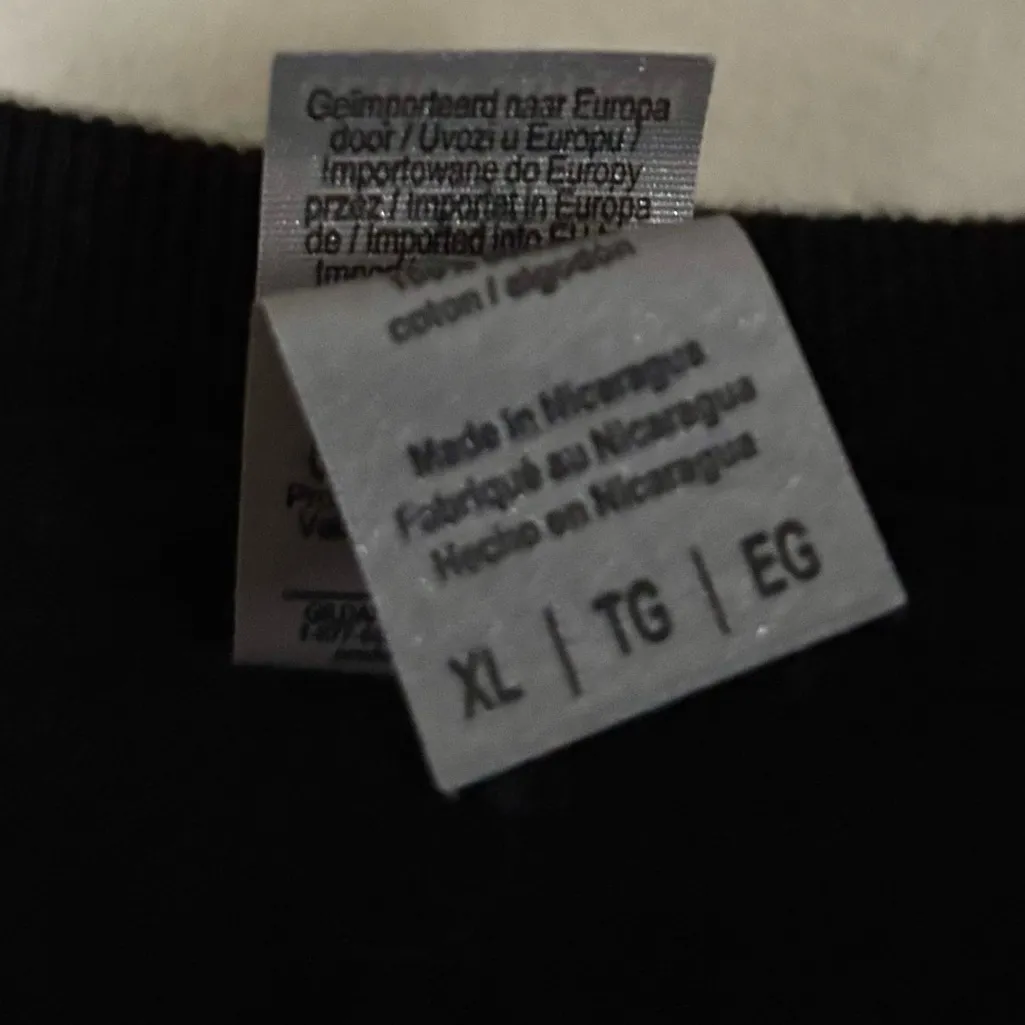 Geïmporteerd naar Europa
door / Uvozi u Europu /
Importowane do Europy
przez / Importat în Europa
de / Imported into EU
coton / algodón
Made in Nicaragua
Fabriqué au Nicaragua
Hecho en Nicaragua
XL | TG | EG